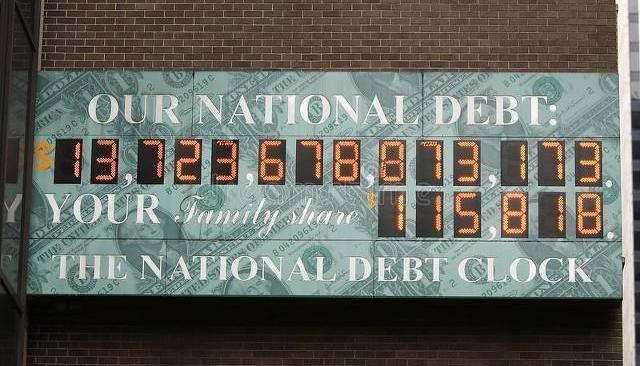 OUR NATIONAL DEBT:
$13,723,678,873,173.
YOUR Family share $115,818.
THE NATIONAL DEBT CLOCK